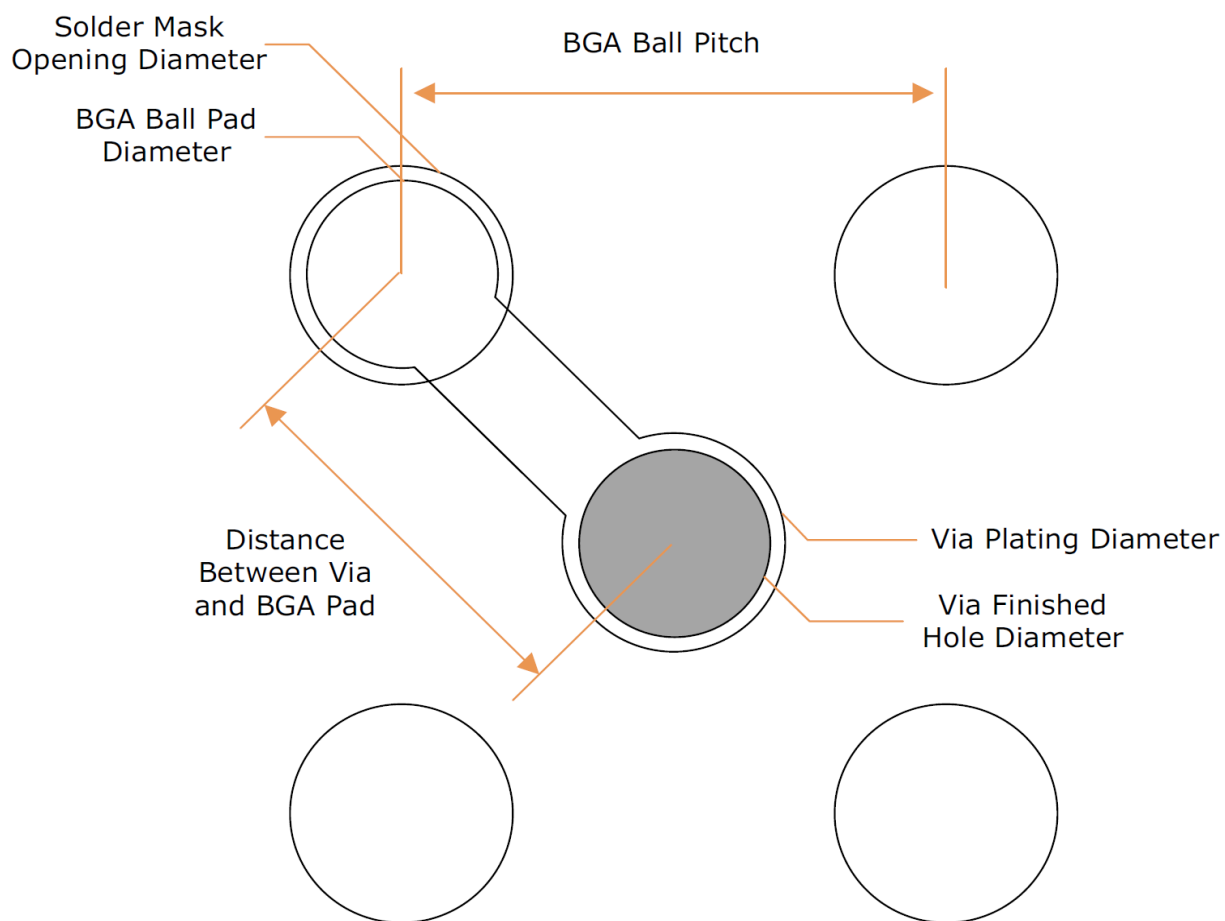 Solder Mask
Opening Diameter
BGA Ball Pitch
BGA Ball Pad
Diameter
Distance
Between Via
and BGA Pad
Via Plating Diameter
Via Finished
Hole Diameter